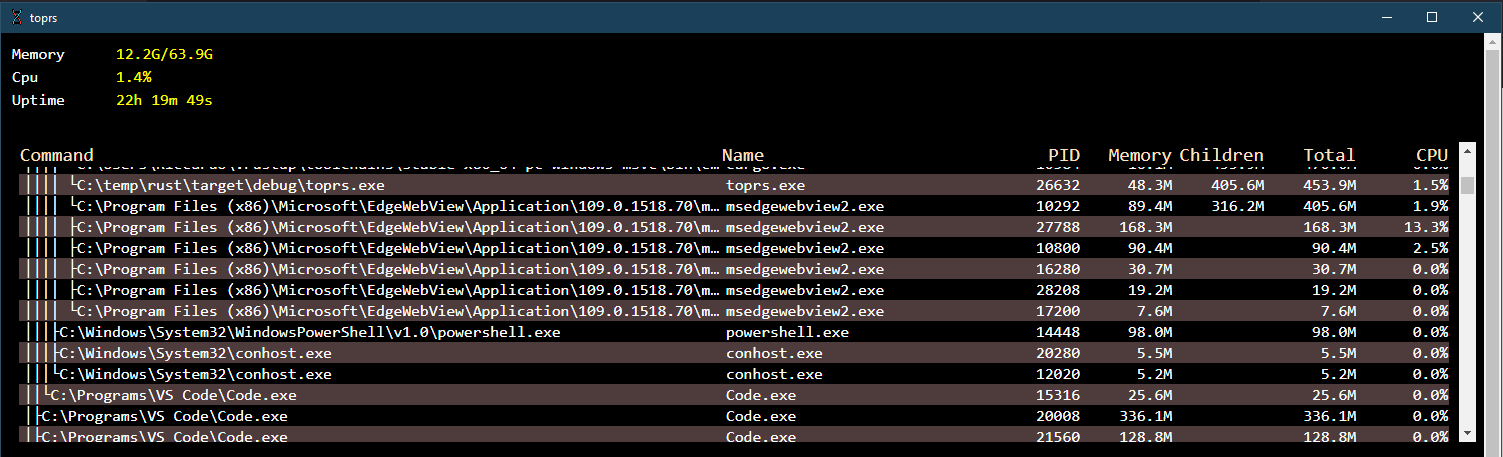 toprs
Memory 12.2G/63.9G
Cpu 1.4%
Uptime 22h 19m 49s
Command Name PID Memory Children Total CPU
└C:\temp\rust\target\debug\toprs.exe toprs.exe 26632 48.3M 405.6M 453.9M 1.5%
└C:\Program Files (x86)\Microsoft\EdgeWebView\Application\109.0.1518.70\m… msedgewebview2.exe 10292 89.4M 316.2M 405.6M 1.9%
├C:\Program Files (x86)\Microsoft\EdgeWebView\Application\109.0.1518.70\m… msedgewebview2.exe 27788 168.3M 168.3M 13.3%
├C:\Program Files (x86)\Microsoft\EdgeWebView\Application\109.0.1518.70\m… msedgewebview2.exe 10800 90.4M 90.4M 2.5%
├C:\Program Files (x86)\Microsoft\EdgeWebView\Application\109.0.1518.70\m… msedgewebview2.exe 16280 30.7M 30.7M 0.0%
├C:\Program Files (x86)\Microsoft\EdgeWebView\Application\109.0.1518.70\m… msedgewebview2.exe 28208 19.2M 19.2M 0.0%
└C:\Program Files (x86)\Microsoft\EdgeWebView\Application\109.0.1518.70\m… msedgewebview2.exe 17200 7.6M 7.6M 0.0%
├C:\Windows\System32\WindowsPowerShell\v1.0\powershell.exe powershell.exe 14448 98.0M 98.0M 0.0%
├C:\Windows\System32\conhost.exe conhost.exe 20280 5.5M 5.5M 0.0%
└C:\Windows\System32\conhost.exe conhost.exe 12020 5.2M 5.2M 0.0%
└C:\Programs\VS Code\Code.exe Code.exe 15316 25.6M 25.6M 0.0%
├C:\Programs\VS Code\Code.exe Code.exe 20008 336.1M 336.1M 0.0%
├C:\Programs\VS Code\Code.exe Code.exe 21560 128.8M 128.8M 0.0%